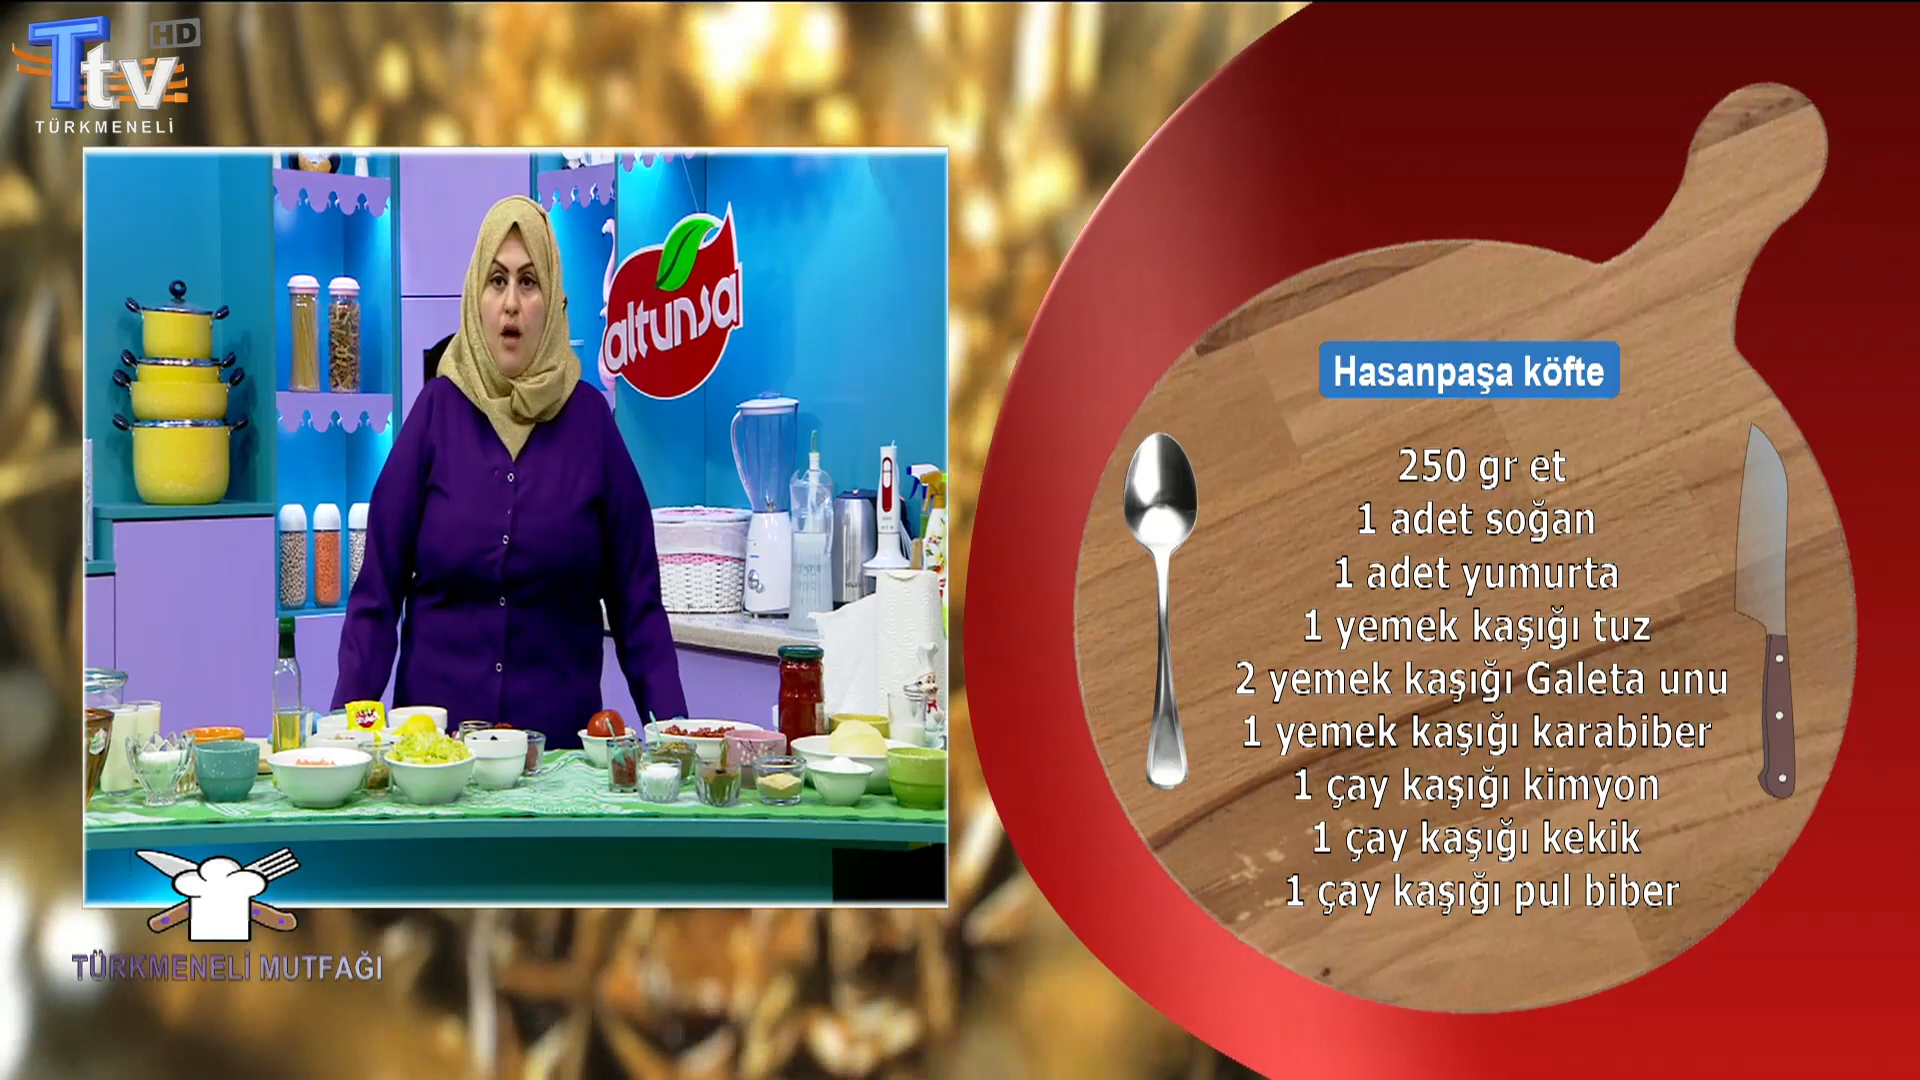 Ttv HD
TÜRKMENELİ
altunsa
Hasanpaşa köfte
250 gr et
1 adet soğan
1 adet yumurta
1 yemek kaşığı tuz
2 yemek kaşığı Galeta unu
1 yemek kaşığı karabiber
1 çay kaşığı kimyon
1 çay kaşığı kekik
1 çay kaşığı pul biber
TÜRKMENELİ MUTFAĞI